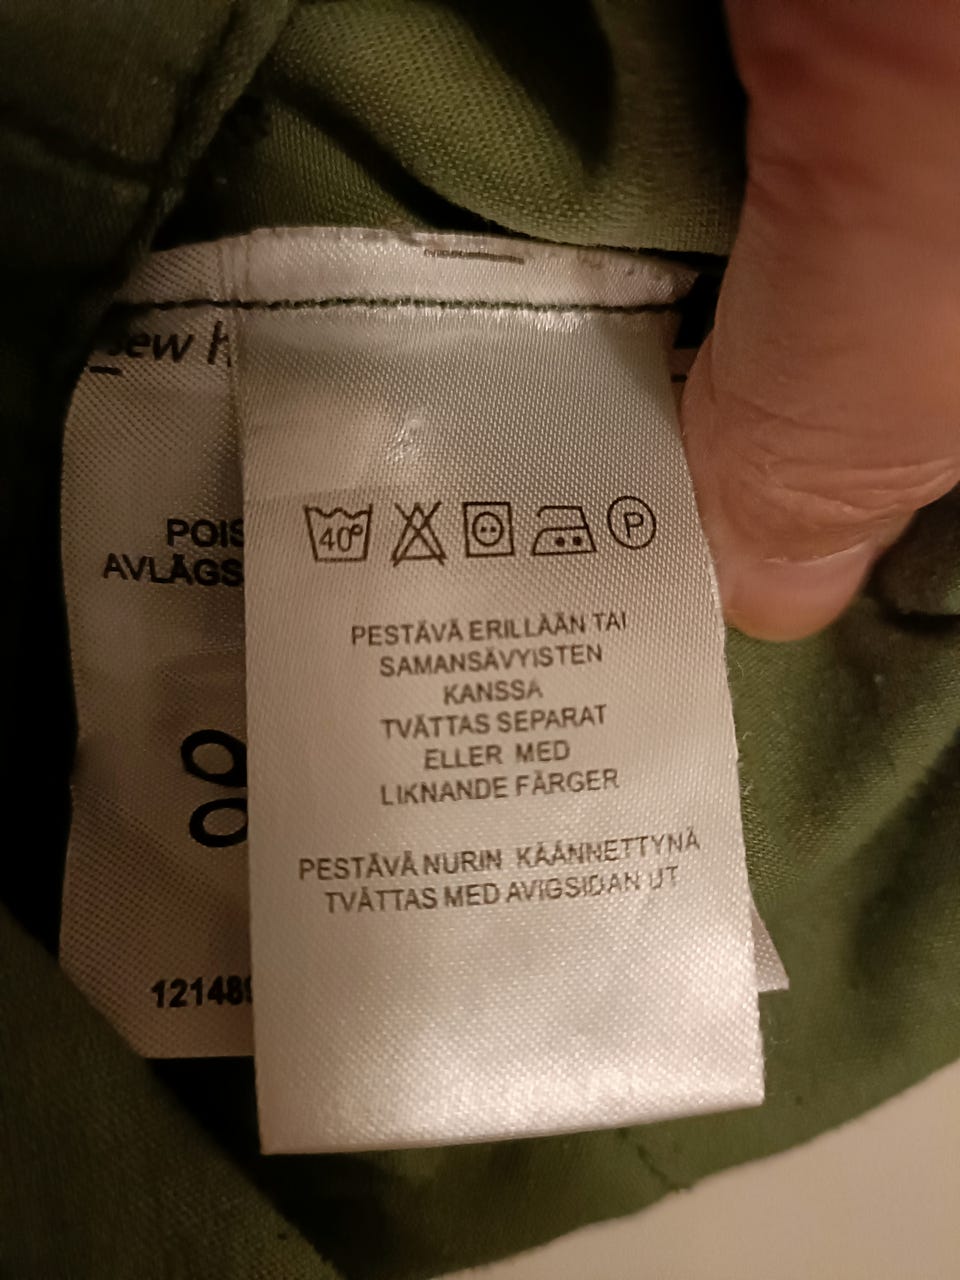 40°
P
PESTÄVÄ ERILLÄÄN TAI
SAMANSÄVYISTEN
KANSSA
TVÄTTAS SEPARAT
ELLER MED
LIKNANDE FÄRGER
PESTÄVÄ NURIN KÄÄNNETTYNÄ
TVÄTTAS MED AVIGSIDAN UT
POIS
AVLÄGS